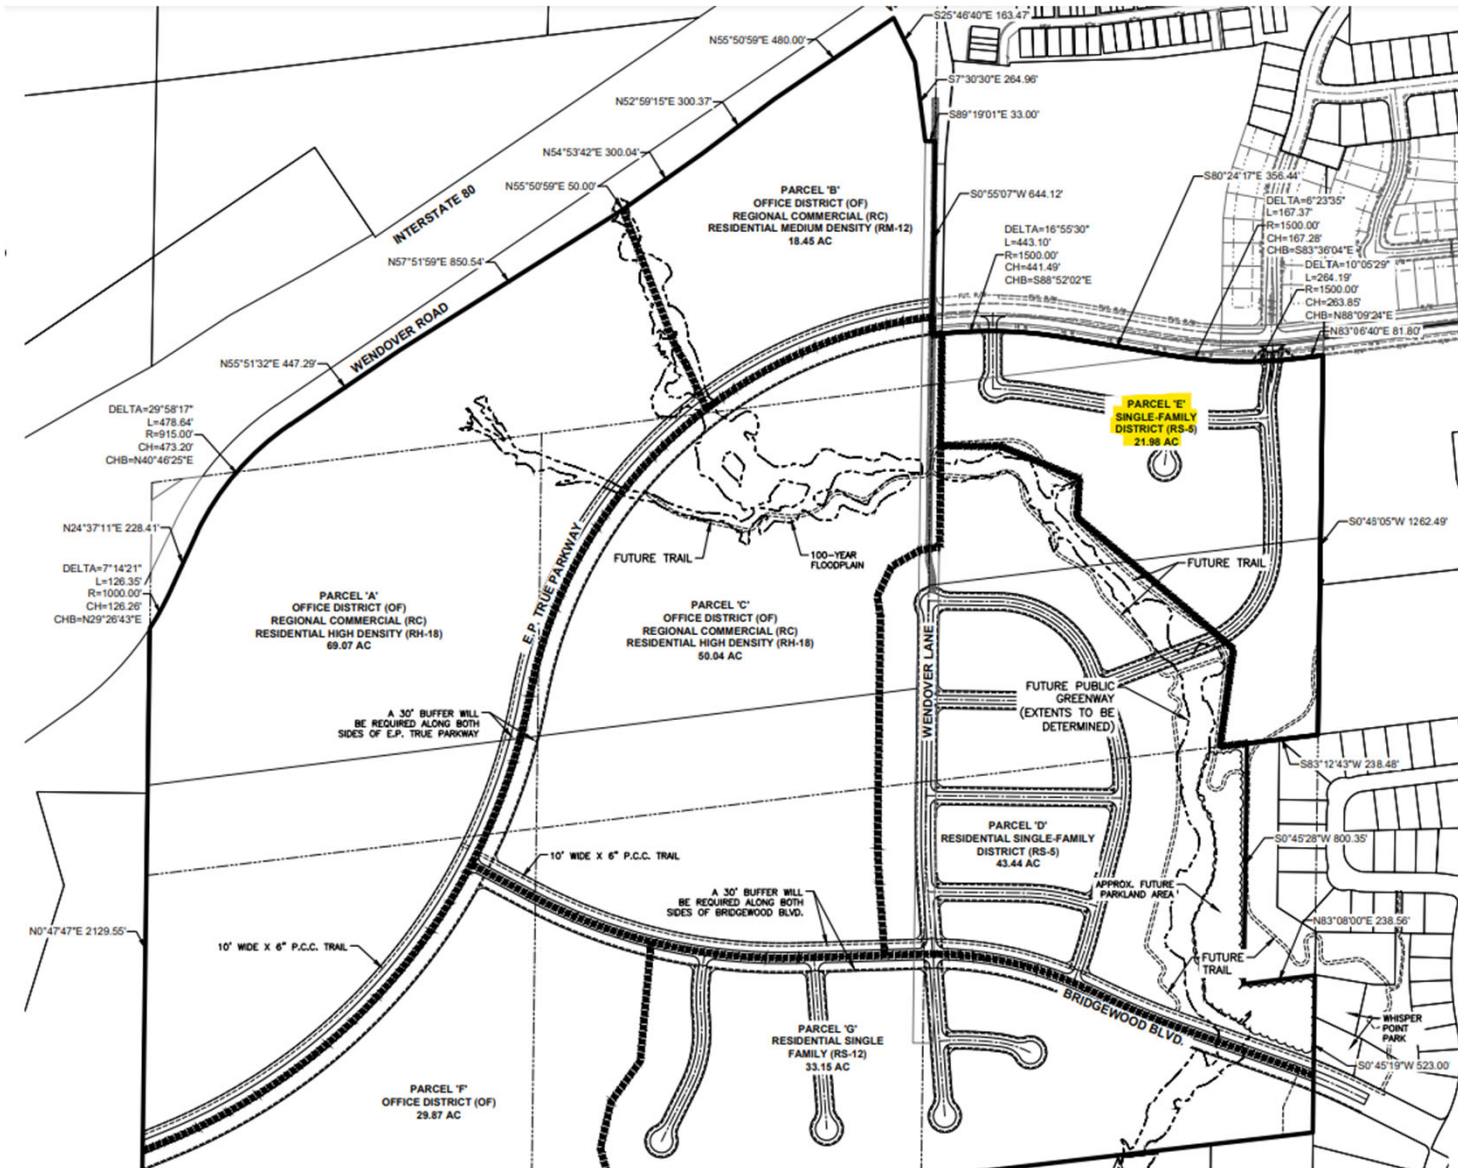 S25°46'40"E 163.47'
N55°50'59"E 480.00'
S7°30'30"E 264.96'
N52°59'15"E 300.37'
S89°19'01"E 33.00'
N54°53'42"E 300.04'
N55°50'59"E 50.00'
INTERSTATE 80
PARCEL 'B'
OFFICE DISTRICT (OF)
REGIONAL COMMERCIAL (RC)
RESIDENTIAL MEDIUM DENSITY (RM-12)
18.45 AC
S0°55'07"W 644.12'
S80°24'17"E 356.44'
DELTA=6°23'35"
L=167.37'
R=1500.00'
CH=167.28'
CHB=S83°36'04"E
DELTA=16°55'30"
L=443.10'
R=1500.00'
CH=441.49'
CHB=S88°52'02"E
DELTA=10°05'29"
L=264.19'
R=1500.00'
CH=263.85'
CHB=N88°09'24"E
N83°06'40"E 81.80'
N57°51'59"E 850.54'
WENDOVER ROAD
N55°51'32"E 447.29'
DELTA=29°58'17"
L=478.64'
R=915.00'
CH=473.20'
CHB=N40°46'25"E
PARCEL 'E'
SINGLE-FAMILY
DISTRICT (RS-5)
21.98 AC
N24°37'11"E 228.41'
DELTA=7°14'21"
L=126.35'
R=1000.00'
CH=126.26'
CHB=N29°26'43"E
S0°48'05"W 1262.49'
FUTURE TRAIL
100-YEAR
FLOODPLAIN
FUTURE TRAIL
E.P. TRUE PARKWAY
PARCEL 'A'
OFFICE DISTRICT (OF)
REGIONAL COMMERCIAL (RC)
RESIDENTIAL HIGH DENSITY (RH-18)
69.07 AC
PARCEL 'C'
OFFICE DISTRICT (OF)
REGIONAL COMMERCIAL (RC)
RESIDENTIAL HIGH DENSITY (RH-18)
50.04 AC
WENDOVER LANE
FUTURE PUBLIC
GREENWAY
(EXTENTS TO BE
DETERMINED)
A 30' BUFFER WILL
BE REQUIRED ALONG BOTH
SIDES OF E.P. TRUE PARKWAY
S83°12'43"W 238.48'
PARCEL 'D'
RESIDENTIAL SINGLE-FAMILY
DISTRICT (RS-5)
43.44 AC
S0°45'28"W 800.35'
10' WIDE X 6" P.C.C. TRAIL
A 30' BUFFER WILL
BE REQUIRED ALONG BOTH
SIDES OF BRIDGEWOOD BLVD.
APPROX. FUTURE
PARKLAND AREA
N83°08'00"E 238.56'
N0°47'47"E 2129.55'
10' WIDE X 6" P.C.C. TRAIL
FUTURE
TRAIL
BRIDGEWOOD BLVD.
WHISPER
POINT
PARK
PARCEL 'G'
RESIDENTIAL SINGLE
FAMILY (RS-12)
33.15 AC
S0°45'19"W 523.00'
PARCEL 'F'
OFFICE DISTRICT (OF)
29.87 AC